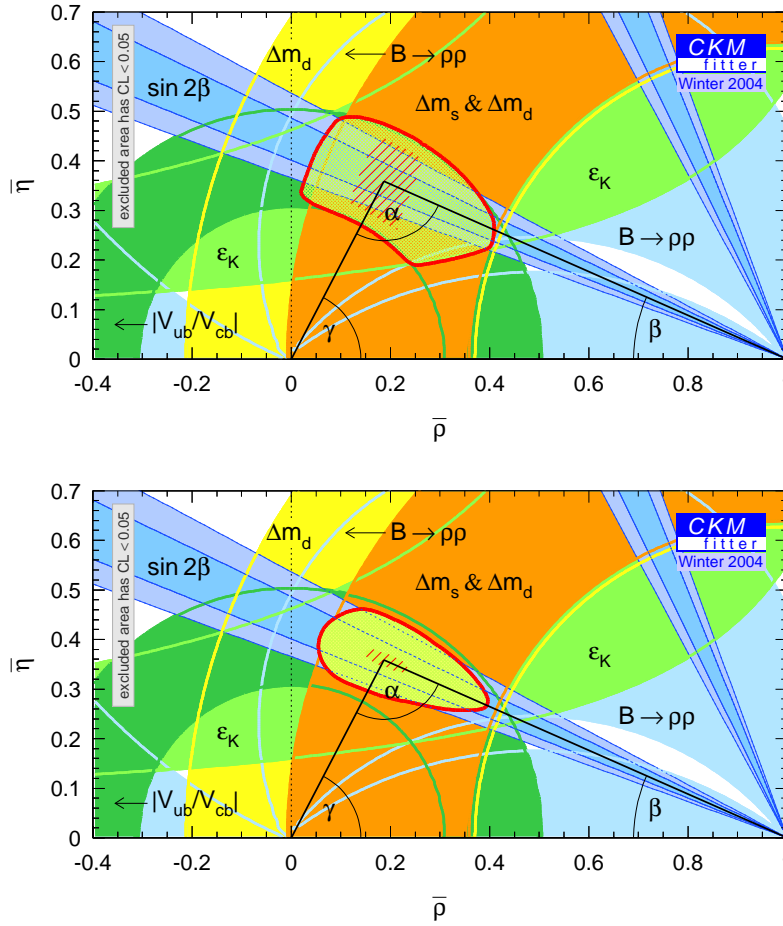 0.7
0.6
0.5
0.4
0.3
0.2
0.1
0
-0.4
-0.2
0
0.2
0.4
0.6
0.8
ρ̅
η̅
excluded area has CL < 0.05
Δm_d
B → ρρ
sin 2β
Δm_s & Δm_d
CKM
fitter
Winter 2004
ε_K
α
ε_K
B → ρρ
|V_ub/V_cb|
γ
β
0.7
0.6
0.5
0.4
0.3
0.2
0.1
0
-0.4
-0.2
0
0.2
0.4
0.6
0.8
ρ̅
η̅
excluded area has CL < 0.05
Δm_d
B → ρρ
sin 2β
Δm_s & Δm_d
CKM
fitter
Winter 2004
ε_K
α
ε_K
B → ρρ
|V_ub/V_cb|
γ
β